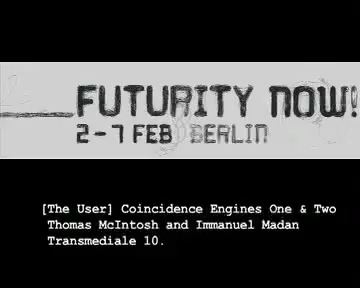 FUTURITY NOW!
2-7 FEB BERLIN
[The User] Coincidence Engines One & Two
Thomas McIntosh and Immanuel Madan
Transmediale 10.